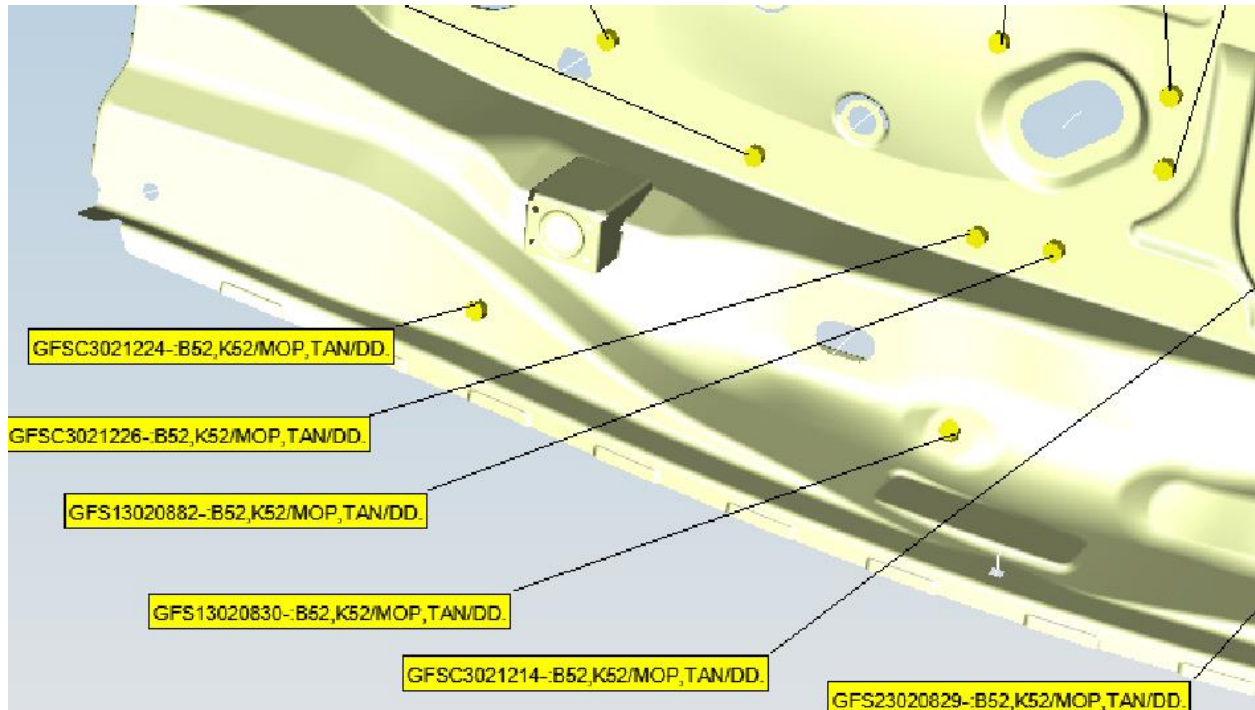 GFSC3021224-:B52,K52/MOP,TAN/DD.
GFSC3021226-:B52,K52/MOP,TAN/DD.
GFS13020882-:B52,K52/MOP,TAN/DD.
GFS13020830-:B52,K52/MOP,TAN/DD.
GFSC3021214-:B52,K52/MOP,TAN/DD.
GFS23020829-:B52,K52/MOP,TAN/DD.